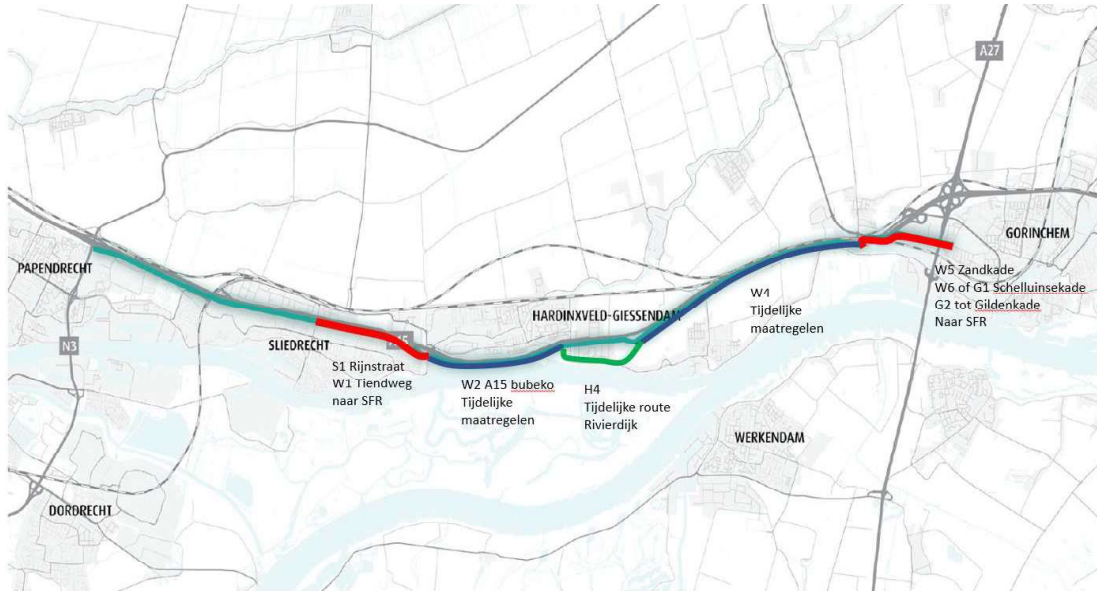 A27
GORINCHEM
PAPENDRECHT
W5 Zandkade
W6 of G1 Schelluinsekade
G2 tot Gildenkade
Naar SFR
W4
Tijdelijke
maatregelen
HARDINXVELD-GIESSENDAM
N3
SLIEDRECHT
S1 Rijnstraat
W1 Tiendweg
naar SFR
W2 A15 bubeko
Tijdelijke
maatregelen
H4
Tijdelijke route
Rivierdijk
WERKENDAM
DORDRECHT